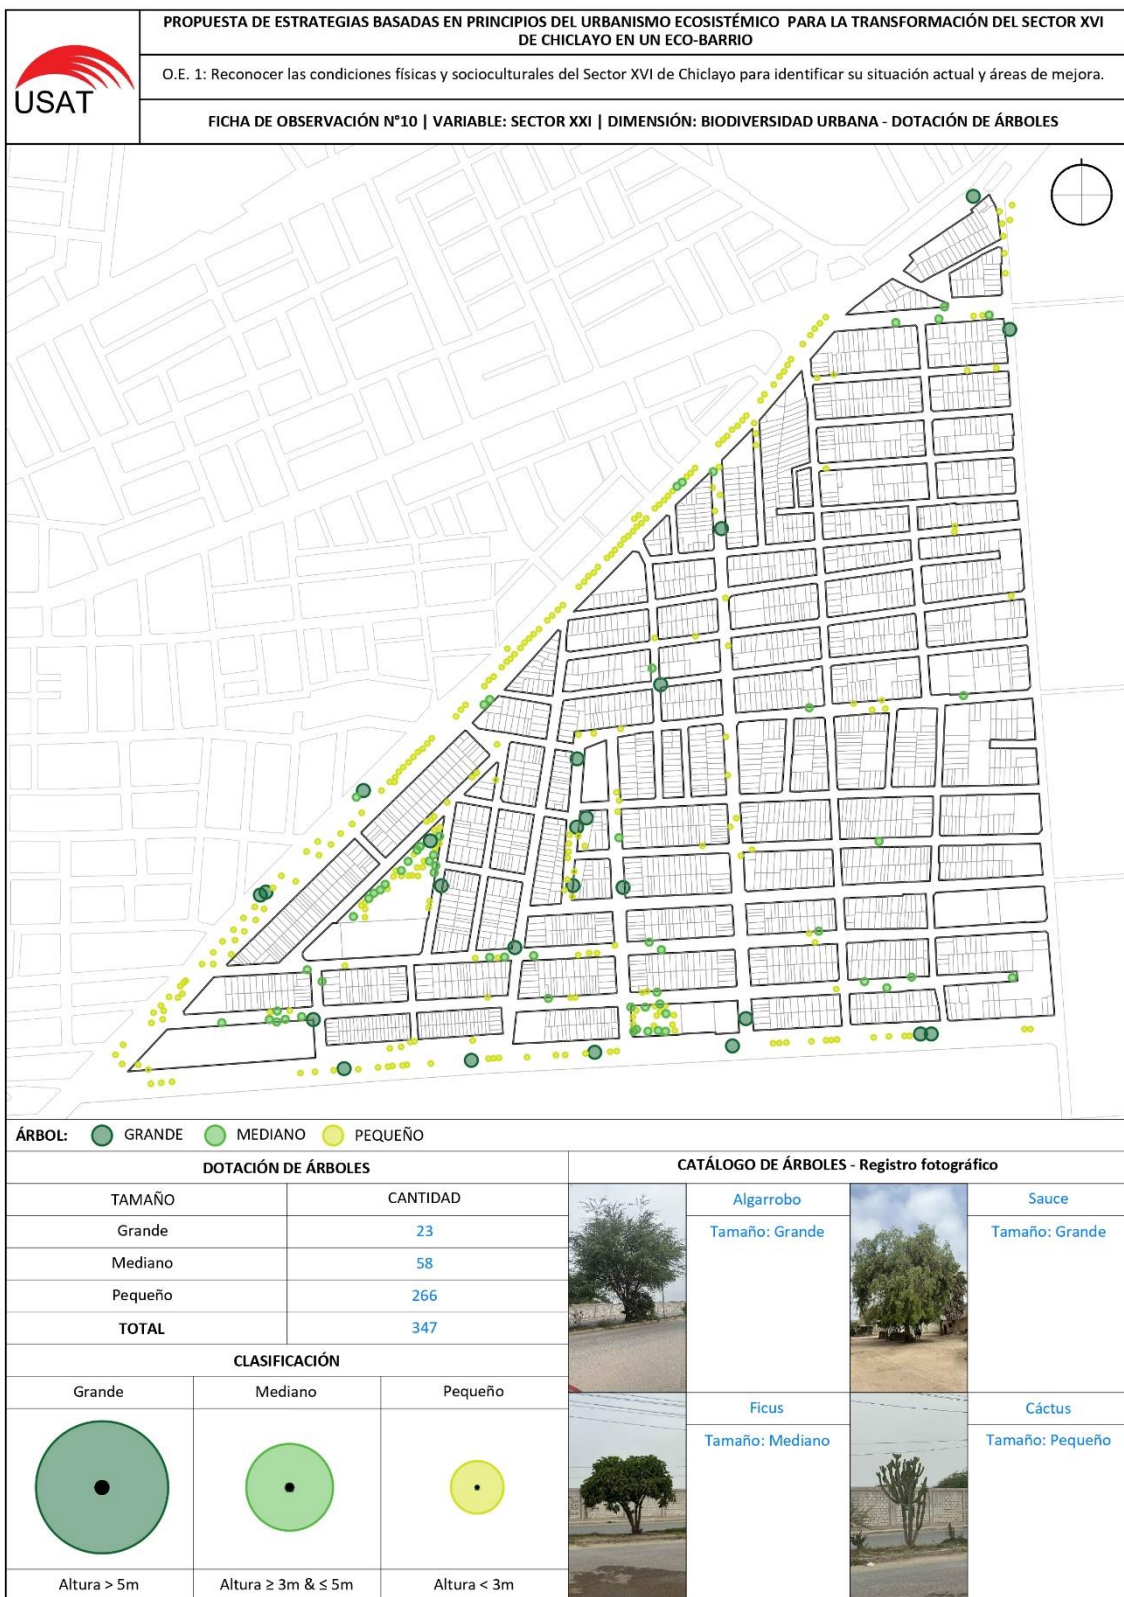 USAT
PROPUESTA DE ESTRATEGIAS BASADAS EN PRINCIPIOS DEL URBANISMO ECOSISTÉMICO PARA LA TRANSFORMACIÓN DEL SECTOR XVI
DE CHICLAYO EN UN ECO-BARRIO
O.E. 1: Reconocer las condiciones físicas y socioculturales del Sector XVI de Chiclayo para identificar su situación actual y áreas de mejora.
FICHA DE OBSERVACIÓN N°10 | VARIABLE: SECTOR XXI | DIMENSIÓN: BIODIVERSIDAD URBANA - DOTACIÓN DE ÁRBOLES
ÁRBOL: GRANDE MEDIANO PEQUEÑO
DOTACIÓN DE ÁRBOLES
TAMAÑO CANTIDAD
Grande 23
Mediano 58
Pequeño 266
TOTAL 347
CLASIFICACIÓN
Grande Mediano Pequeño
Altura > 5m Altura ≥ 3m & ≤ 5m Altura < 3m
CATÁLOGO DE ÁRBOLES - Registro fotográfico
Algarrobo
Tamaño: Grande
Sauce
Tamaño: Grande
Ficus
Tamaño: Mediano
Cáctus
Tamaño: Pequeño